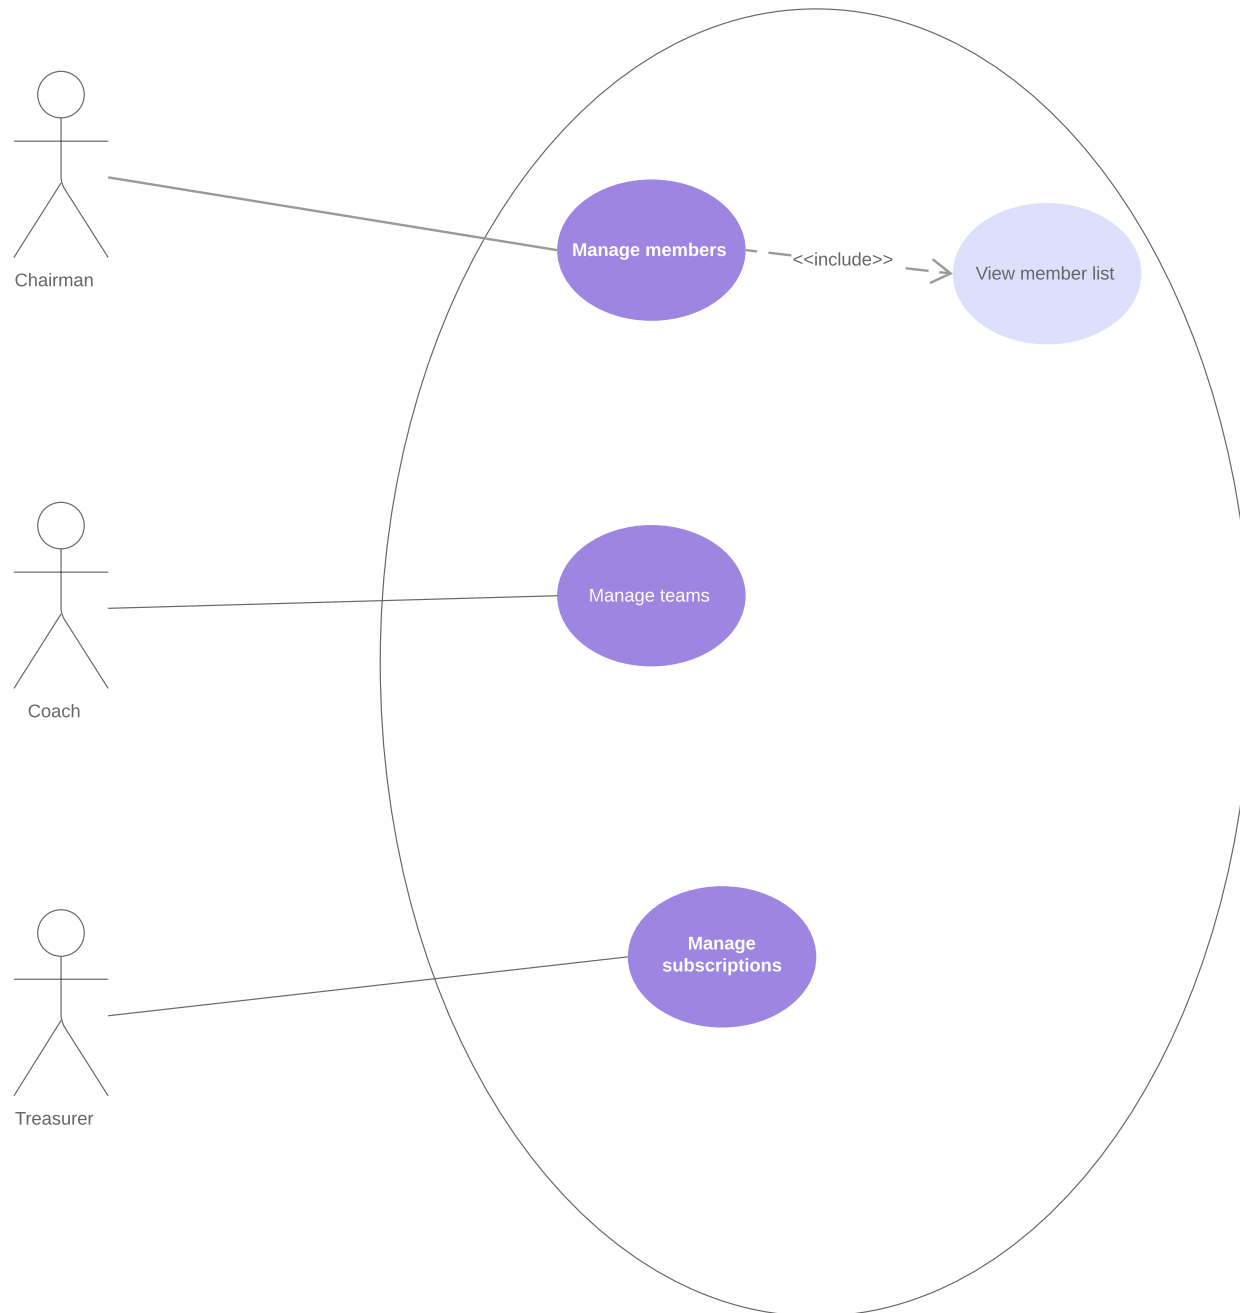 Manage members
<<include>>
View member list
Chairman
Manage teams
Coach
Manage
subscriptions
Treasurer